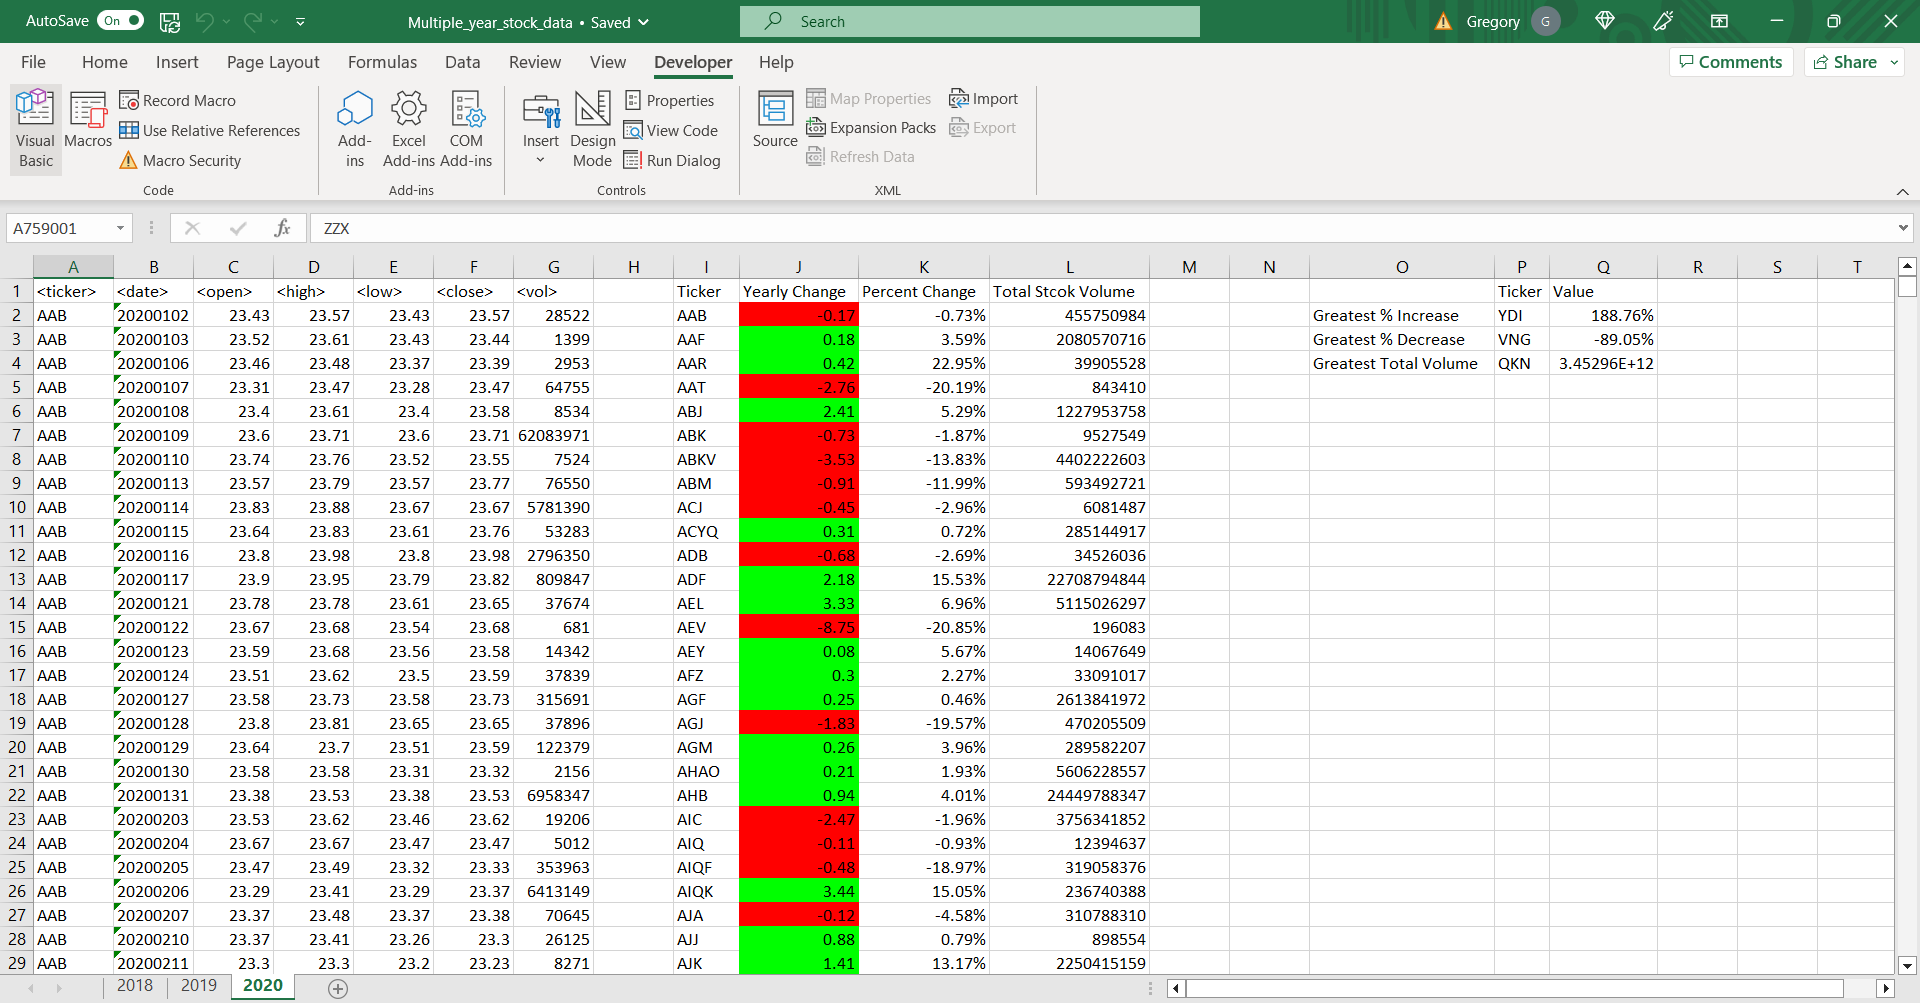 AutoSave On Multiple_year_stock_data • Saved Search Gregory G
File Home Insert Page Layout Formulas Data Review View Developer Help Comments Share
Visual Basic Macros Record Macro Use Relative References Macro Security Code
Add-ins Excel Add-ins COM Add-ins Add-ins
Insert Design Mode Properties View Code Run Dialog Controls
Source Map Properties Expansion Packs Refresh Data Import Export XML
A759001 fx ZZX
A B C D E F G H I J K L M N O P Q R S T
1 <ticker> <date> <open> <high> <low> <close> <vol> Ticker Yearly Change Percent Change Total Stcok Volume Ticker Value
2 AAB 20200102 23.43 23.57 23.43 23.57 28522 AAB -0.17 -0.73% 455750984 Greatest % Increase YDI 188.76%
3 AAB 20200103 23.52 23.61 23.43 23.44 1399 AAF 0.18 3.59% 2080570716 Greatest % Decrease VNG -89.05%
4 AAB 20200106 23.46 23.48 23.37 23.39 2953 AAR 0.42 22.95% 39905528 Greatest Total Volume QKN 3.45296E+12
5 AAB 20200107 23.31 23.47 23.28 23.47 64755 AAT -2.76 -20.19% 843410
6 AAB 20200108 23.4 23.61 23.4 23.58 8534 ABJ 2.41 5.29% 1227953758
7 AAB 20200109 23.6 23.71 23.6 23.71 62083971 ABK -0.73 -1.87% 9527549
8 AAB 20200110 23.74 23.76 23.52 23.55 7524 ABKV -3.53 -13.83% 4402222603
9 AAB 20200113 23.57 23.79 23.57 23.77 76550 ABM -0.91 -11.99% 593492721
10 AAB 20200114 23.83 23.88 23.67 23.67 5781390 ACJ -0.45 -2.96% 6081487
11 AAB 20200115 23.64 23.83 23.61 23.76 53283 ACYQ 0.31 0.72% 285144917
12 AAB 20200116 23.8 23.98 23.8 23.98 2796350 ADB -0.68 -2.69% 34526036
13 AAB 20200117 23.9 23.95 23.79 23.82 809847 ADF 2.18 15.53% 22708794844
14 AAB 20200121 23.78 23.78 23.61 23.65 37674 AEL 3.33 6.96% 5115026297
15 AAB 20200122 23.67 23.68 23.54 23.68 681 AEV -8.75 -20.85% 196083
16 AAB 20200123 23.59 23.68 23.56 23.58 14342 AEY 0.08 5.67% 14067649
17 AAB 20200124 23.51 23.62 23.5 23.59 37839 AFZ 0.3 2.27% 33091017
18 AAB 20200127 23.58 23.73 23.58 23.73 315691 AGF 0.25 0.46% 2613841972
19 AAB 20200128 23.8 23.81 23.65 23.65 37896 AGJ -1.83 -19.57% 470205509
20 AAB 20200129 23.64 23.7 23.51 23.59 122379 AGM 0.26 3.96% 289582207
21 AAB 20200130 23.58 23.58 23.31 23.32 2156 AHAO 0.21 1.93% 5606228557
22 AAB 20200131 23.38 23.53 23.38 23.53 6958347 AHB 0.94 4.01% 24449788347
23 AAB 20200203 23.53 23.62 23.46 23.62 19206 AIC -2.47 -1.96% 3756341852
24 AAB 20200204 23.67 23.67 23.47 23.47 5012 AIQ -0.11 -0.93% 12394637
25 AAB 20200205 23.47 23.49 23.32 23.33 353963 AIQF -0.48 -18.97% 319058376
26 AAB 20200206 23.29 23.41 23.29 23.37 6413149 AIQK 3.44 15.05% 236740388
27 AAB 20200207 23.37 23.48 23.37 23.38 70645 AJA -0.12 -4.58% 310788310
28 AAB 20200210 23.37 23.41 23.26 23.3 26125 AJJ 0.88 0.79% 898554
29 AAB 20200211 23.3 23.3 23.2 23.23 8271 AJK 1.41 13.17% 2250415159
2018 2019 2020